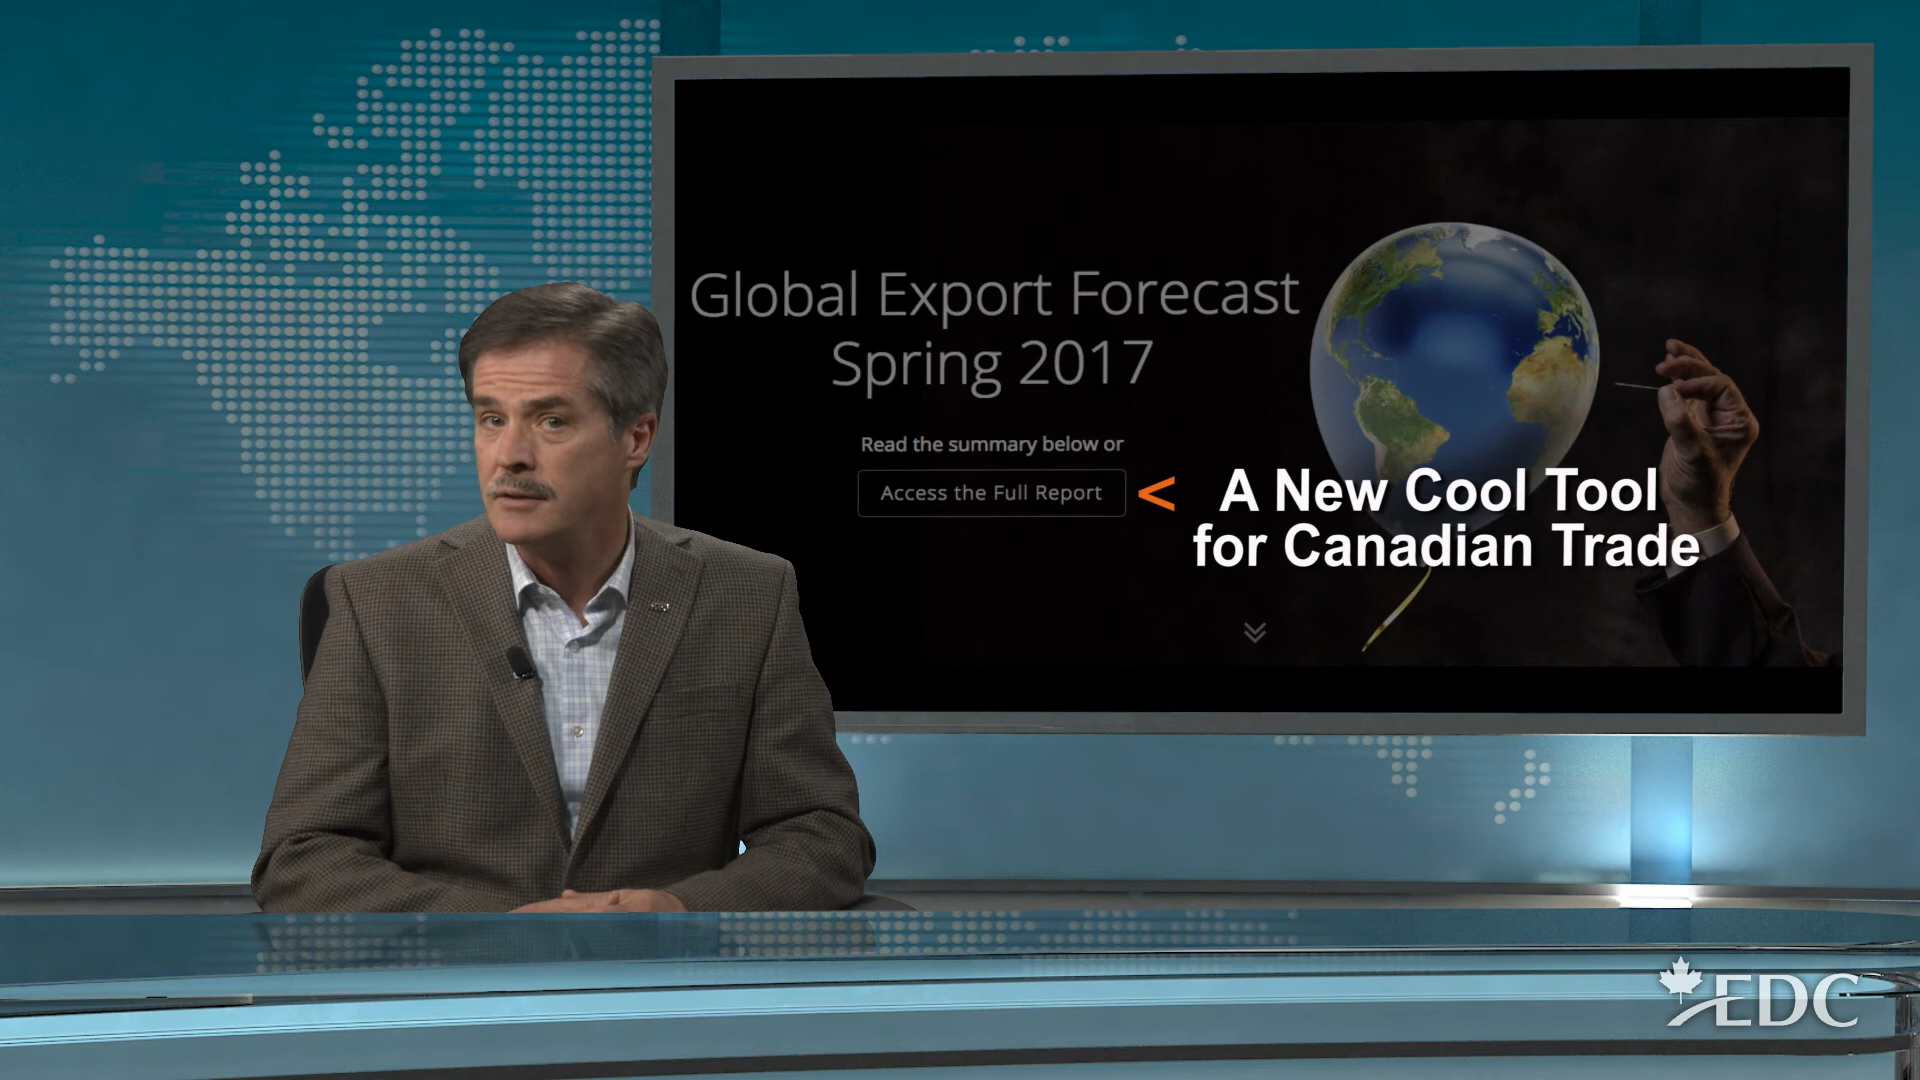 Global Export Forecast
Spring 2017
Read the summary below or
Access the Full Report
<
A New Cool Tool
for Canadian Trade
EDC